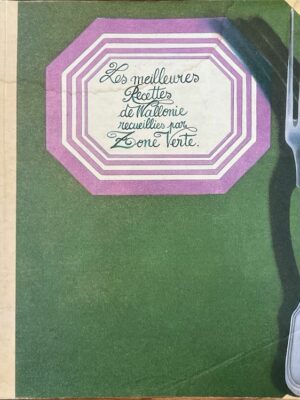 Les meilleures
Recettes
de Wallonie
recueillies par
Zone Verte.